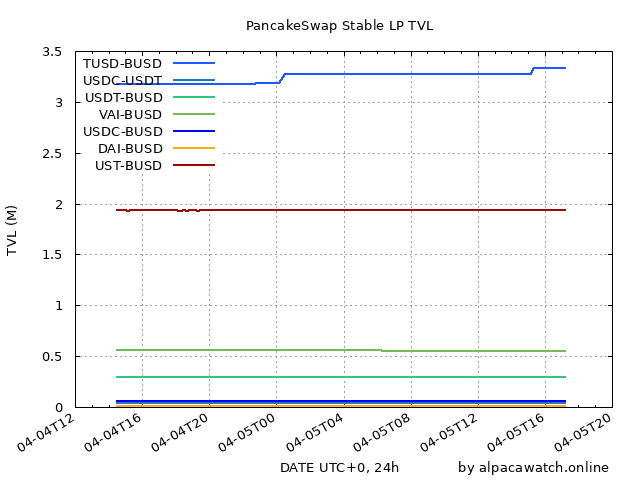 PancakeSwap Stable LP TVL
3.5
3
2.5
2
1.5
1
0.5
0
TVL (M)
TUSD-BUSD
USDC-USDT
USDT-BUSD
VAI-BUSD
USDC-BUSD
DAI-BUSD
UST-BUSD
04-04T12 04-04T16 04-04T20 04-05T00 04-05T04 04-05T08 04-05T12 04-05T16 04-05T20
DATE UTC+0, 24h by alpacawatch.online